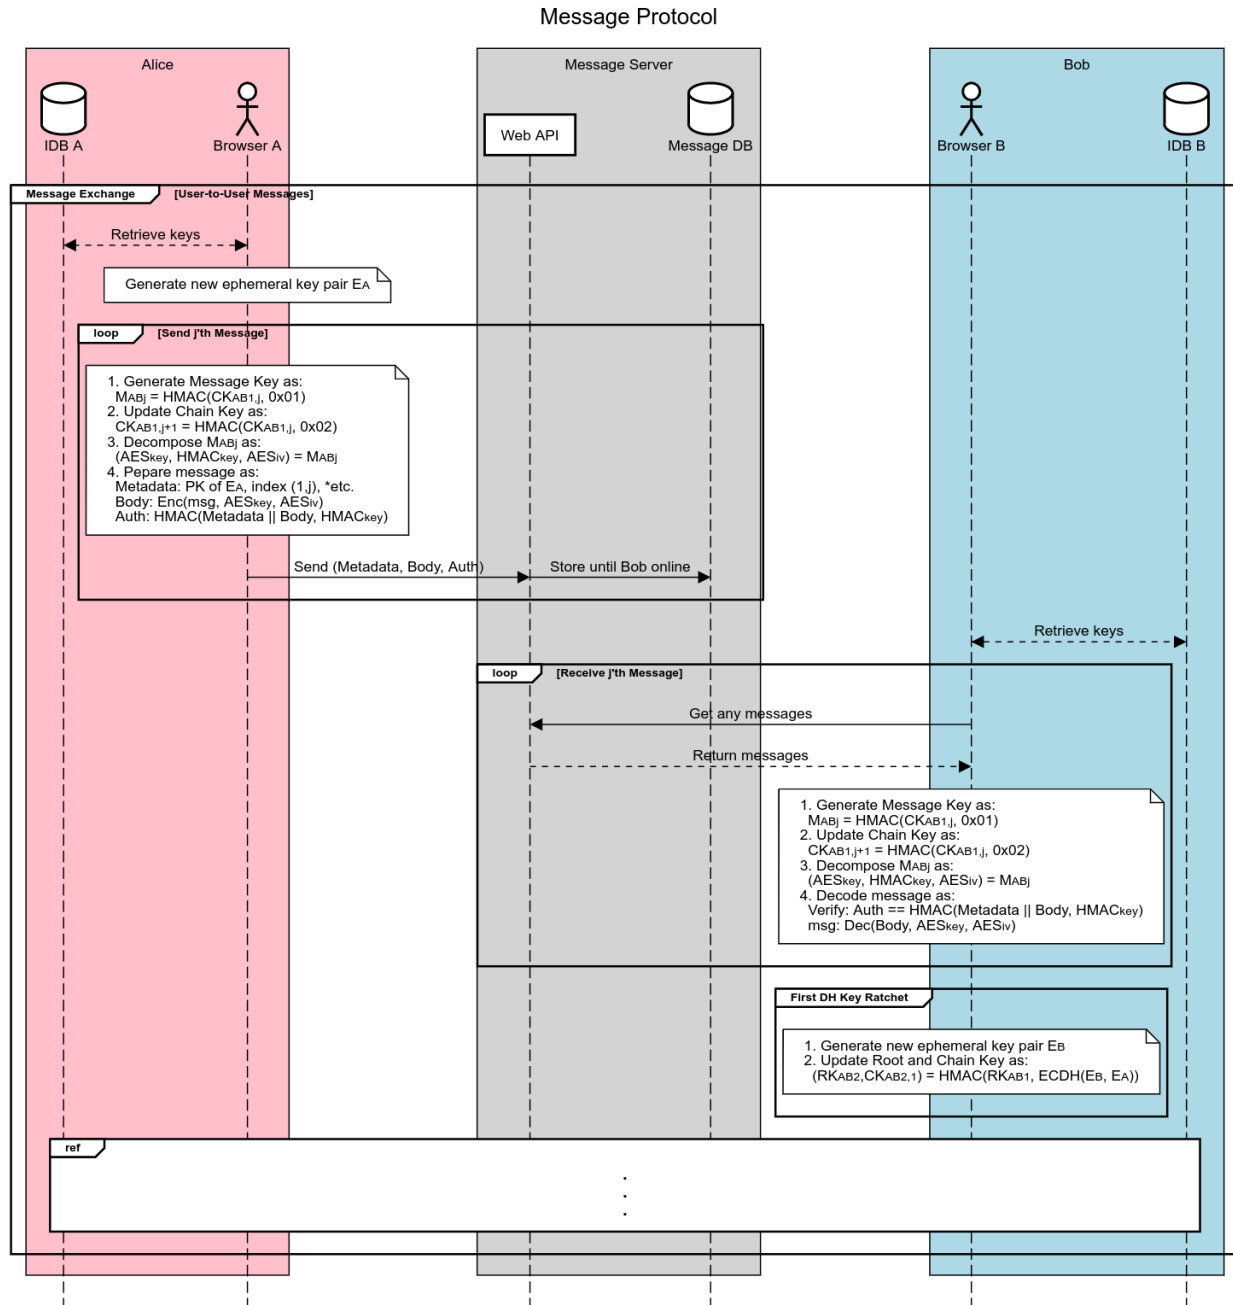 Message Protocol
Alice
Message Server
Bob
IDB A
Browser A
Web API
Message DB
Browser B
IDB B
Message Exchange
[User-to-User Messages]
Retrieve keys
Generate new ephemeral key pair EA
loop
[Send j'th Message]
1. Generate Message Key as:
MABj = HMAC(CKAB1,j, 0x01)
2. Update Chain Key as:
CKAB1,j+1 = HMAC(CKAB1,j, 0x02)
3. Decompose MABj as:
(AESkey, HMACkey, AESiv) = MABj
4. Pepare message as:
Metadata: PK of EA, index (1,j), *etc.
Body: Enc(msg, AESkey, AESiv)
Auth: HMAC(Metadata || Body, HMACkey)
Send (Metadata, Body, Auth)
Store until Bob online
Retrieve keys
loop
[Receive j'th Message]
Get any messages
Return messages
1. Generate Message Key as:
MABj = HMAC(CKAB1,j, 0x01)
2. Update Chain Key as:
CKAB1,j+1 = HMAC(CKAB1,j, 0x02)
3. Decompose MABj as:
(AESkey, HMACkey, AESiv) = MABj
4. Decode message as:
Verify: Auth == HMAC(Metadata || Body, HMACkey)
msg: Dec(Body, AESkey, AESiv)
First DH Key Ratchet
1. Generate new ephemeral key pair EB
2. Update Root and Chain Key as:
(RKAB2,CKAB2,1) = HMAC(RKAB1, ECDH(EB, EA))
ref
.
.
.